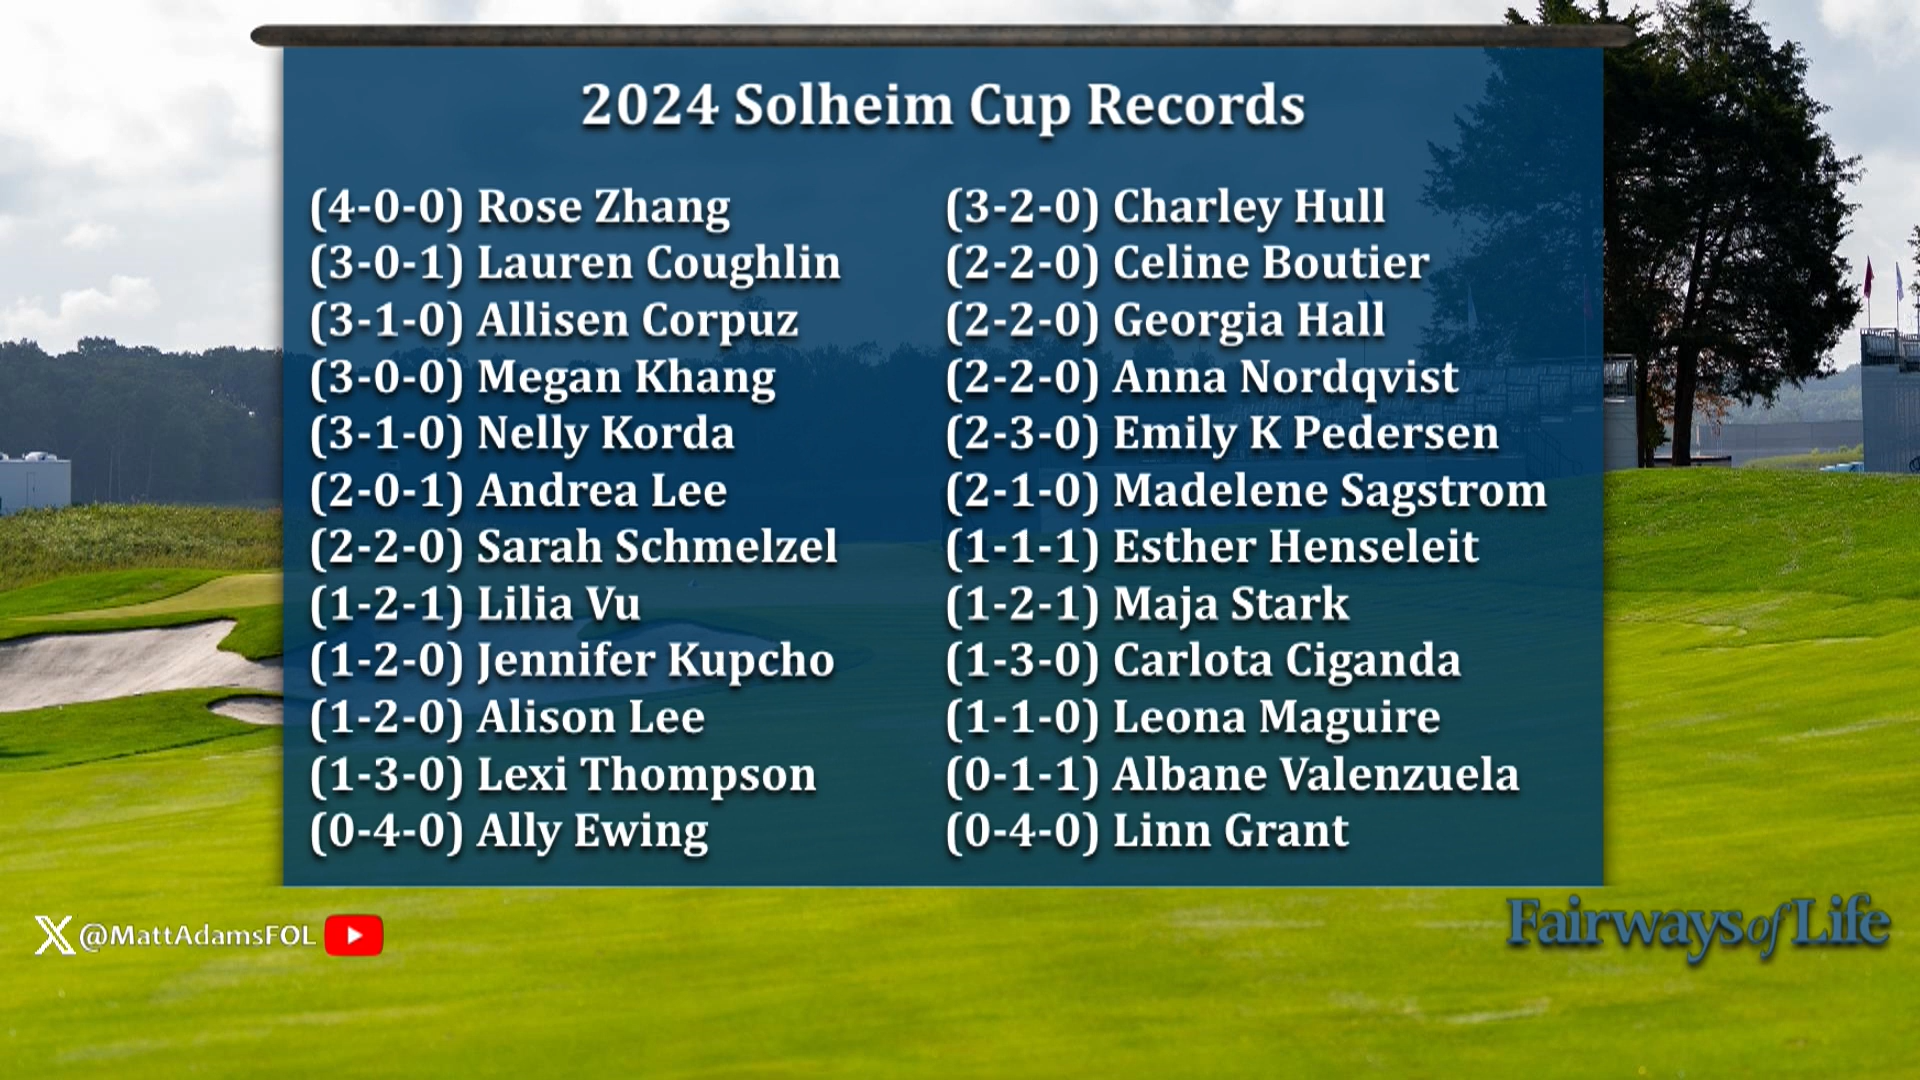 2024 Solheim Cup Records
(4-0-0) Rose Zhang
(3-0-1) Lauren Coughlin
(3-1-0) Allisen Corpuz
(3-0-0) Megan Khang
(3-1-0) Nelly Korda
(2-0-1) Andrea Lee
(2-2-0) Sarah Schmelzel
(1-2-1) Lilia Vu
(1-2-0) Jennifer Kupcho
(1-2-0) Alison Lee
(1-3-0) Lexi Thompson
(0-4-0) Ally Ewing
(3-2-0) Charley Hull
(2-2-0) Celine Boutier
(2-2-0) Georgia Hall
(2-2-0) Anna Nordqvist
(2-3-0) Emily K Pedersen
(2-1-0) Madelene Sagstrom
(1-1-1) Esther Henseleit
(1-2-1) Maja Stark
(1-3-0) Carlota Ciganda
(1-1-0) Leona Maguire
(0-1-1) Albane Valenzuela
(0-4-0) Linn Grant
X @MattAdamsFOL
Fairways of Life